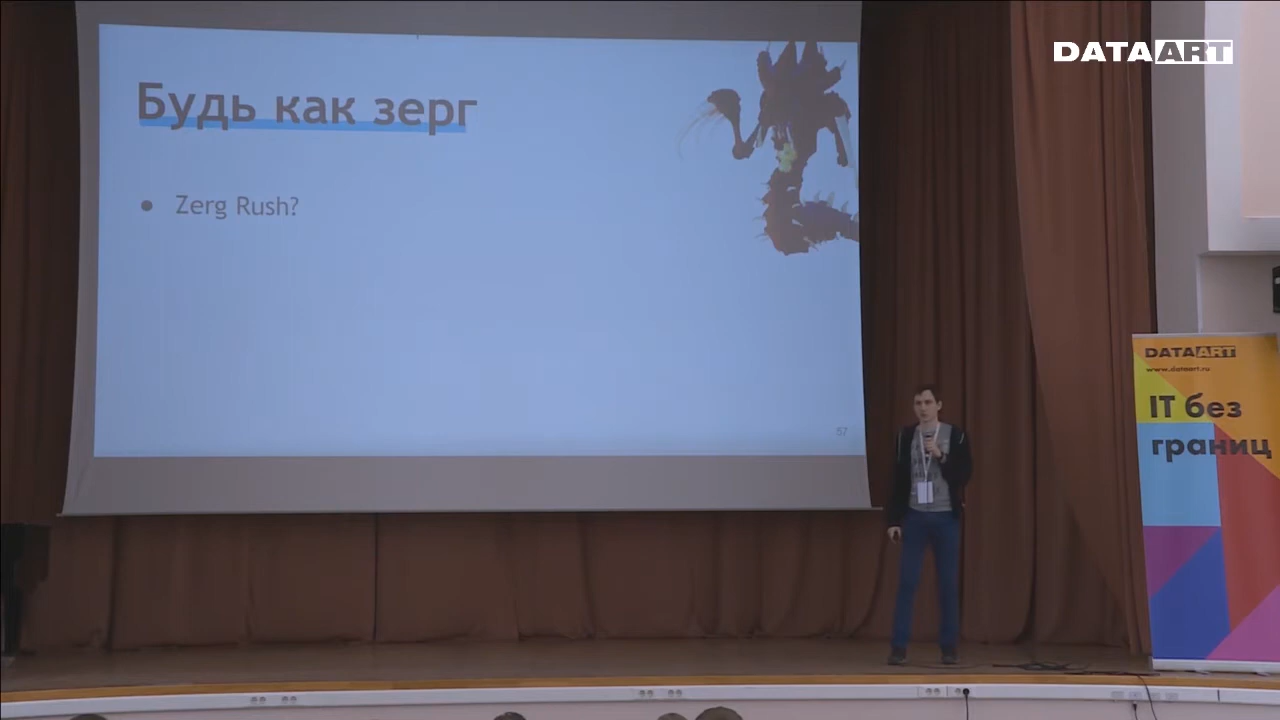 DATAART
Будь как зерг
Zerg Rush?
57
DATAART
www.dataart.ru
IT без
границ